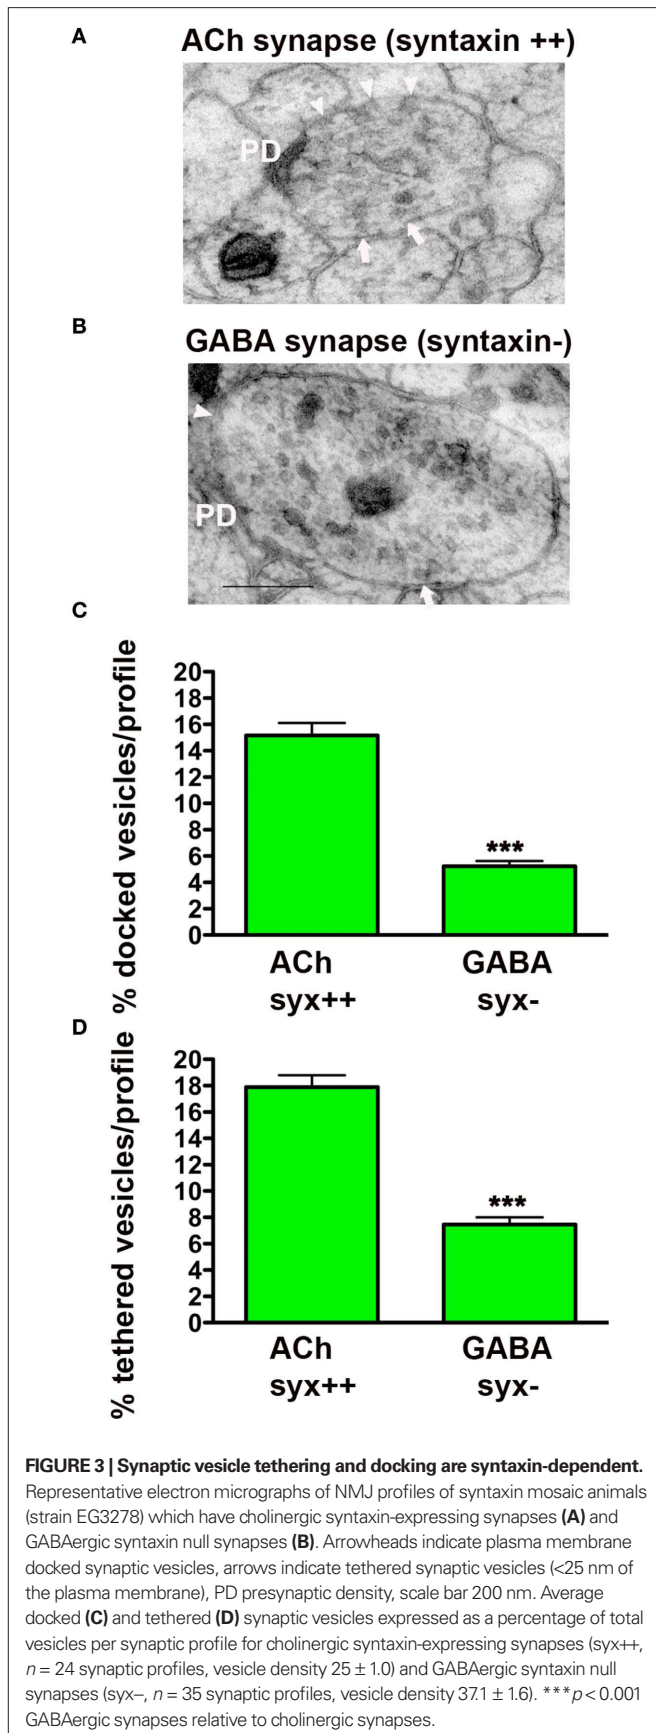 A
ACh synapse (syntaxin ++)
PD
B
GABA synapse (syntaxin-)
PD
C
% docked vesicles/profile
20
18
16
14
12
10
8
6
4
2
0
***
ACh
GABA
syx++
syx-
D
% tethered vesicles/profile
20
18
16
14
12
10
8
6
4
2
0
***
ACh
GABA
syx++
syx-
FIGURE 3 | Synaptic vesicle tethering and docking are syntaxin-dependent.
Representative electron micrographs of NMJ profiles of syntaxin mosaic animals
(strain EG3278) which have cholinergic syntaxin-expressing synapses (A) and
GABAergic syntaxin null synapses (B). Arrowheads indicate plasma membrane
docked synaptic vesicles, arrows indicate tethered synaptic vesicles (<25 nm of
the plasma membrane), PD presynaptic density, scale bar 200 nm. Average
docked (C) and tethered (D) synaptic vesicles expressed as a percentage of total
vesicles per synaptic profile for cholinergic syntaxin-expressing synapses (syx++,
n = 24 synaptic profiles, vesicle density 25 ± 1.0) and GABAergic syntaxin null
synapses (syx–, n = 35 synaptic profiles, vesicle density 37.1 ± 1.6). ***p < 0.001
GABAergic synapses relative to cholinergic synapses.